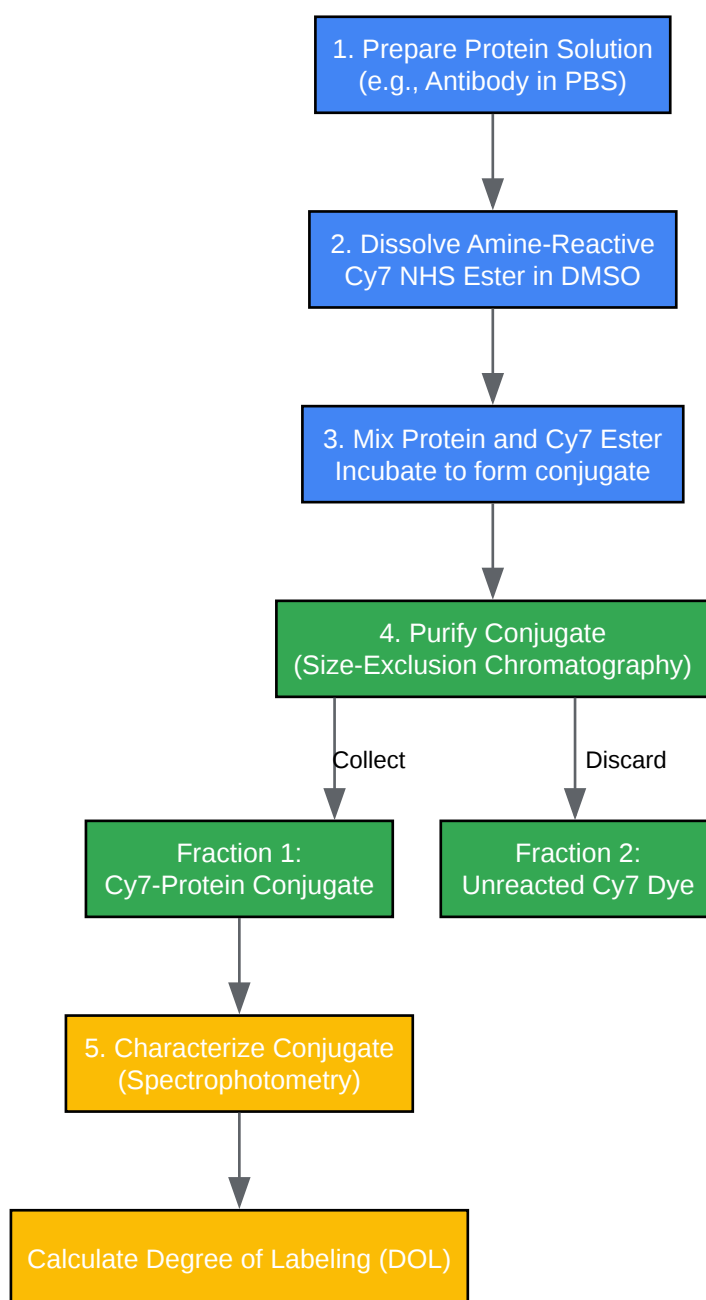 1. Prepare Protein Solution
(e.g., Antibody in PBS)
2. Dissolve Amine-Reactive
Cy7 NHS Ester in DMSO
3. Mix Protein and Cy7 Ester
Incubate to form conjugate
4. Purify Conjugate
(Size-Exclusion Chromatography)
Collect
Discard
Fraction 1:
Cy7-Protein Conjugate
Fraction 2:
Unreacted Cy7 Dye
5. Characterize Conjugate
(Spectrophotometry)
Calculate Degree of Labeling (DOL)